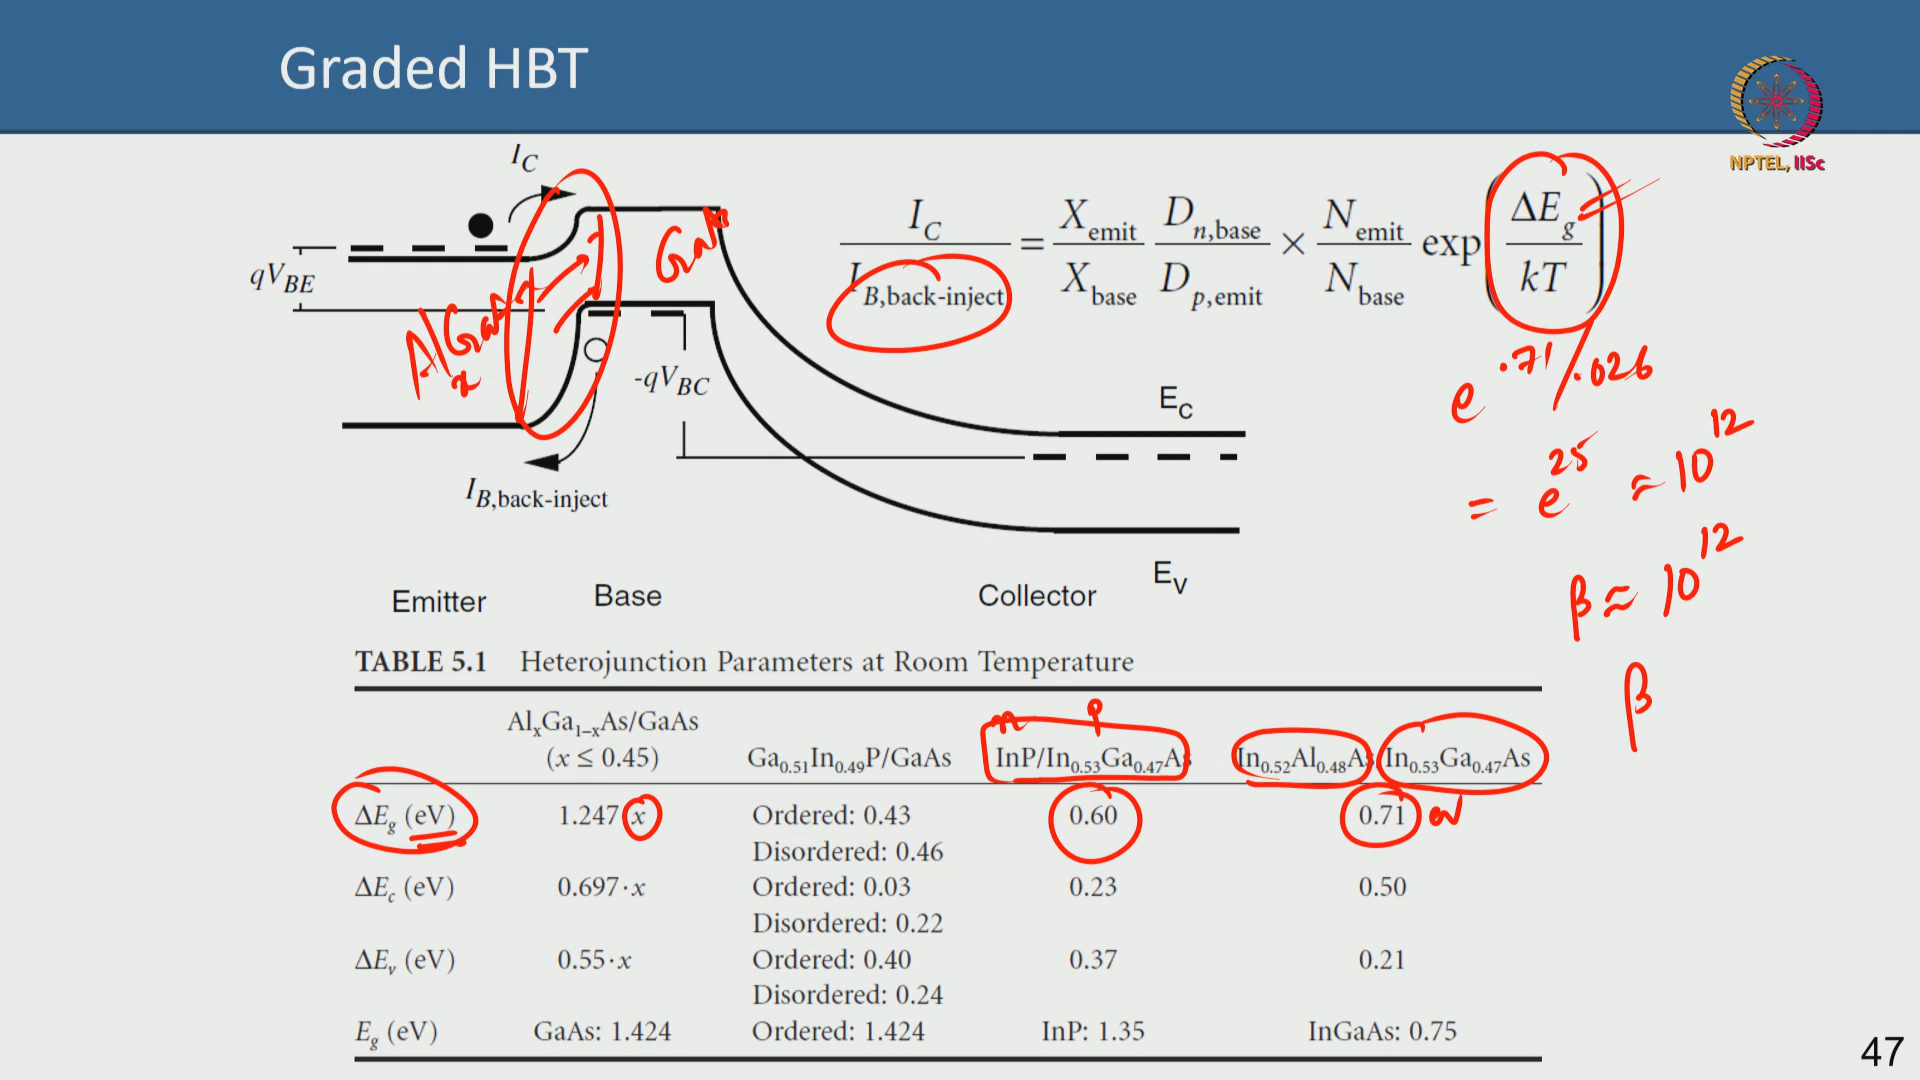 Graded HBT
NPTEL, IISc
I_C
qV_BE
Al_xGaAs
GaAs
-qV_BC
I_B,back-inject
E_C
E_V
Emitter
Base
Collector
I_C / I_B,back-inject = X_emit / X_base D_n,base / D_p,emit × N_emit / N_base exp(ΔE_g / kT)
e^.71/.026
= e^25 ≈ 10^12
β ≈ 10^12
β
TABLE 5.1 Heterojunction Parameters at Room Temperature
n p
Al_xGa_1−xAs/GaAs (x ≤ 0.45) Ga_0.51In_0.49P/GaAs InP/In_0.53Ga_0.47As In_0.52Al_0.48As/In_0.53Ga_0.47As
ΔE_g (eV) 1.247·x Ordered: 0.43 0.60 0.71 eV
Disordered: 0.46
ΔE_c (eV) 0.697·x Ordered: 0.03 0.23 0.50
Disordered: 0.22
ΔE_v (eV) 0.55·x Ordered: 0.40 0.37 0.21
Disordered: 0.24
E_g (eV) GaAs: 1.424 Ordered: 1.424 InP: 1.35 InGaAs: 0.75
47